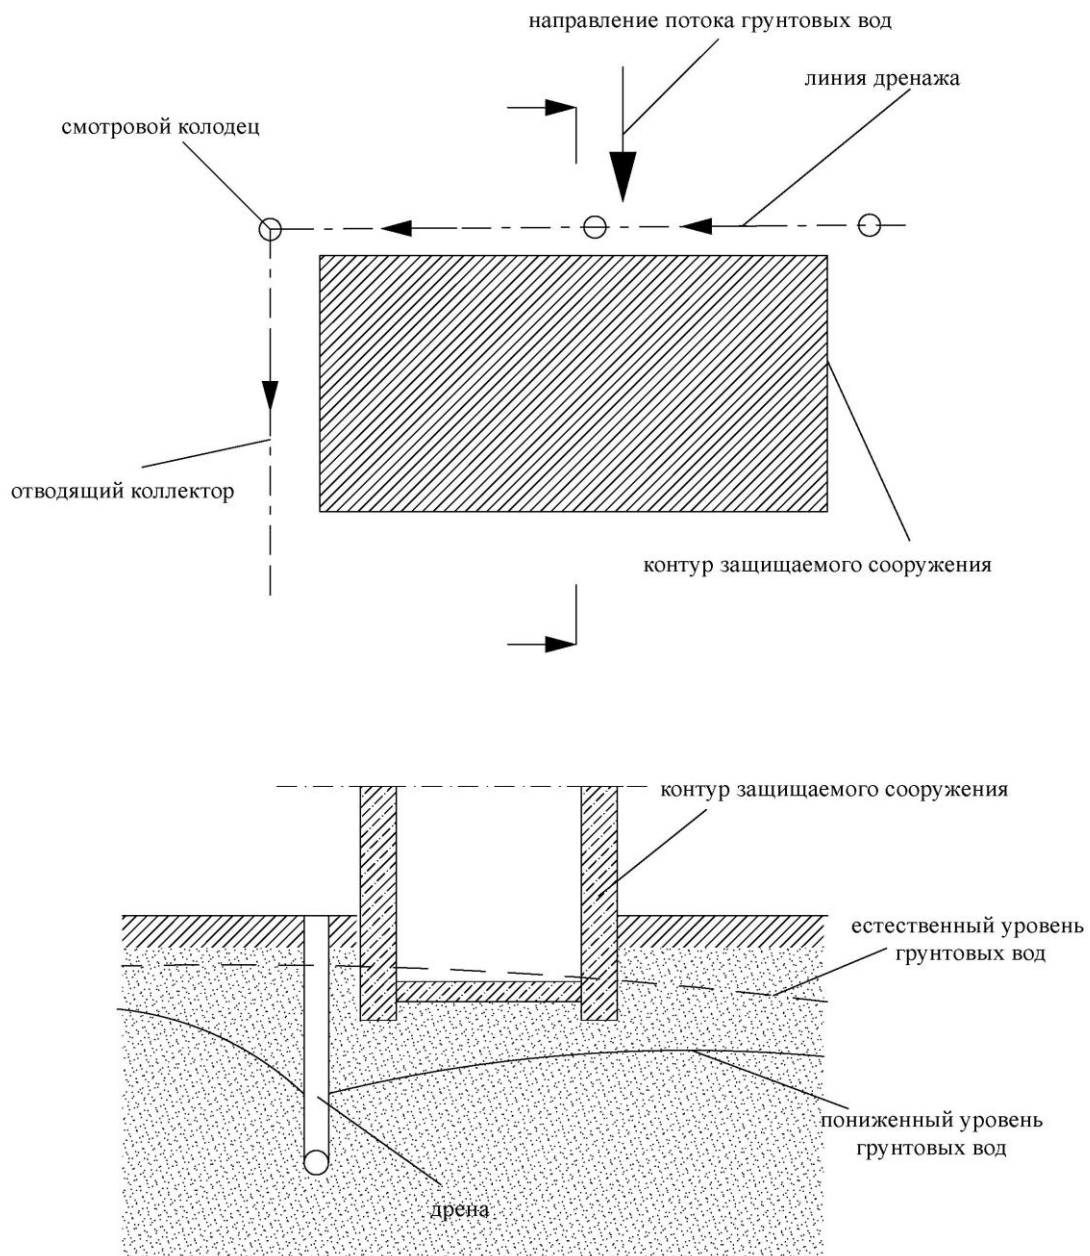 направление потока грунтовых вод
линия дренажа
смотровой колодец
отводящий коллектор
контур защищаемого сооружения
контур защищаемого сооружения
естественный уровень
грунтовых вод
пониженный уровень
грунтовых вод
дрена